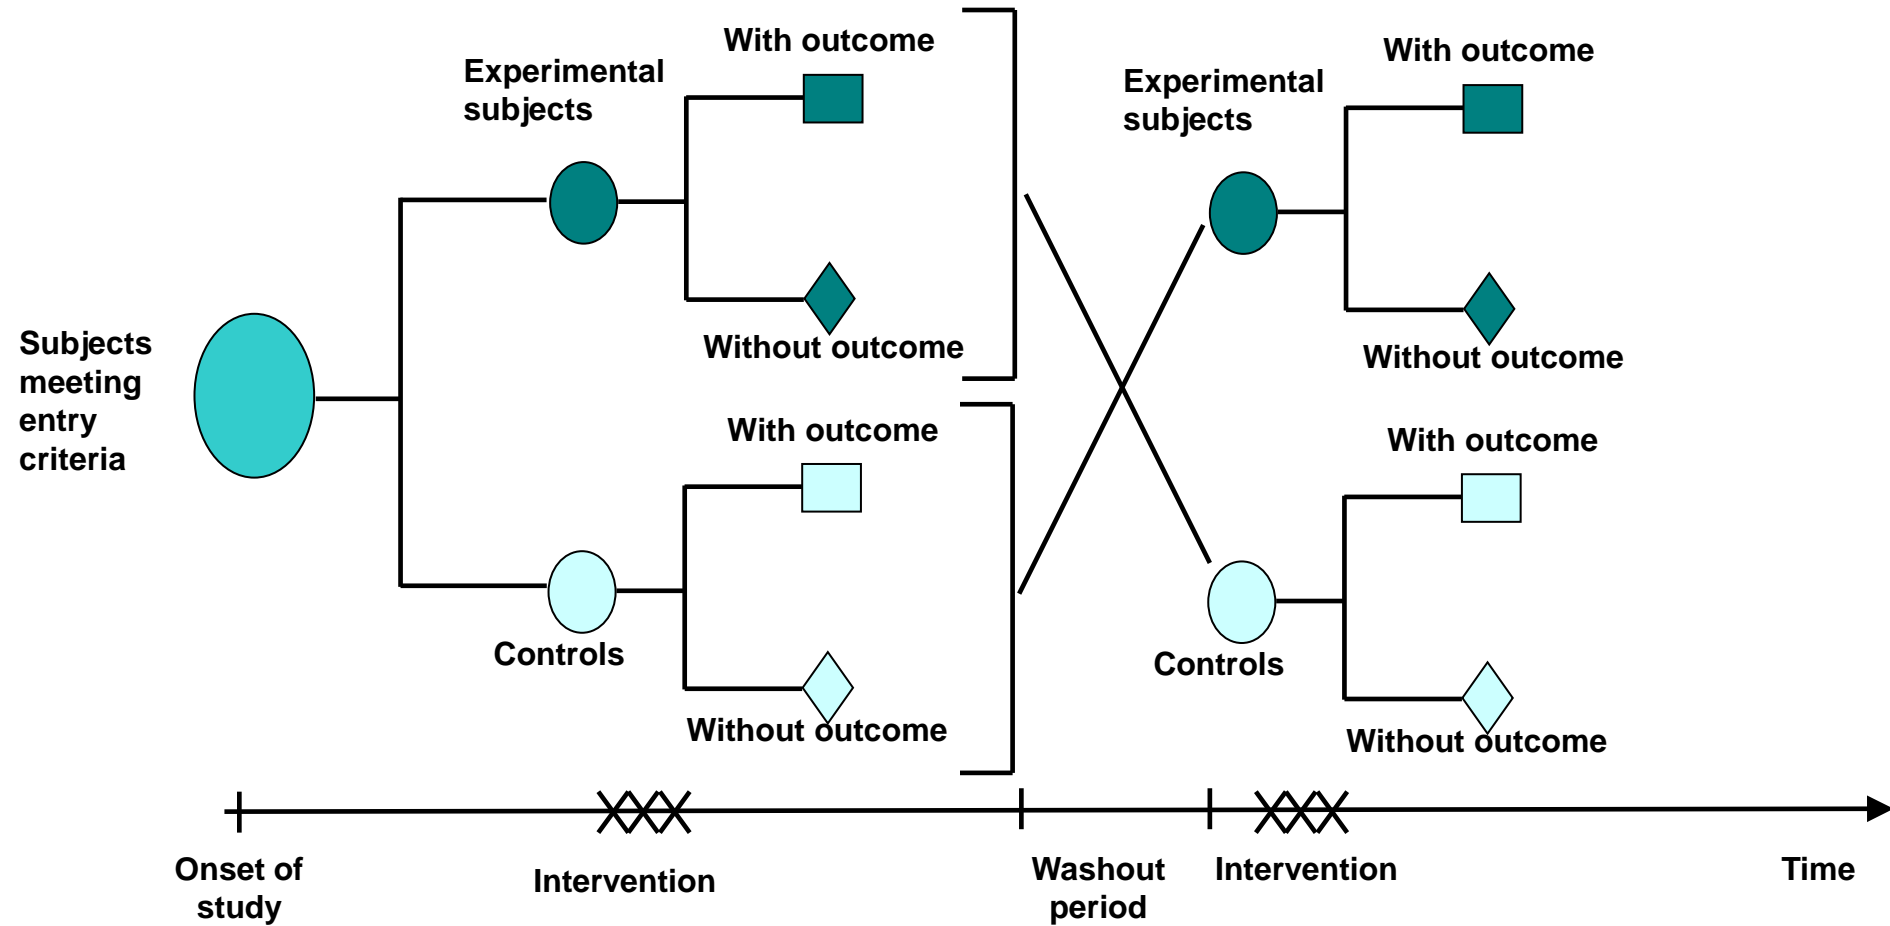 With outcome
Experimental
subjects
Without outcome
Subjects
meeting
entry
criteria
With outcome
Controls
Without outcome
With outcome
Experimental
subjects
Without outcome
With outcome
Controls
Without outcome
Onset of
study
Intervention
Washout
period
Intervention
Time